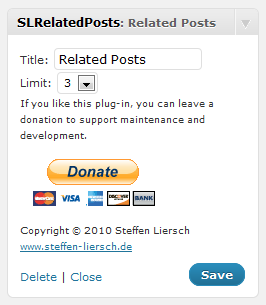 SLRelatedPosts: Related Posts
Title: Related Posts
Limit: 3
If you like this plug-in, you can leave a
donation to support maintenance and
development.
Donate
MasterCard VISA DISCOVER BANK
Copyright © 2010 Steffen Liersch
www.steffen-liersch.de
Delete | Close
Save